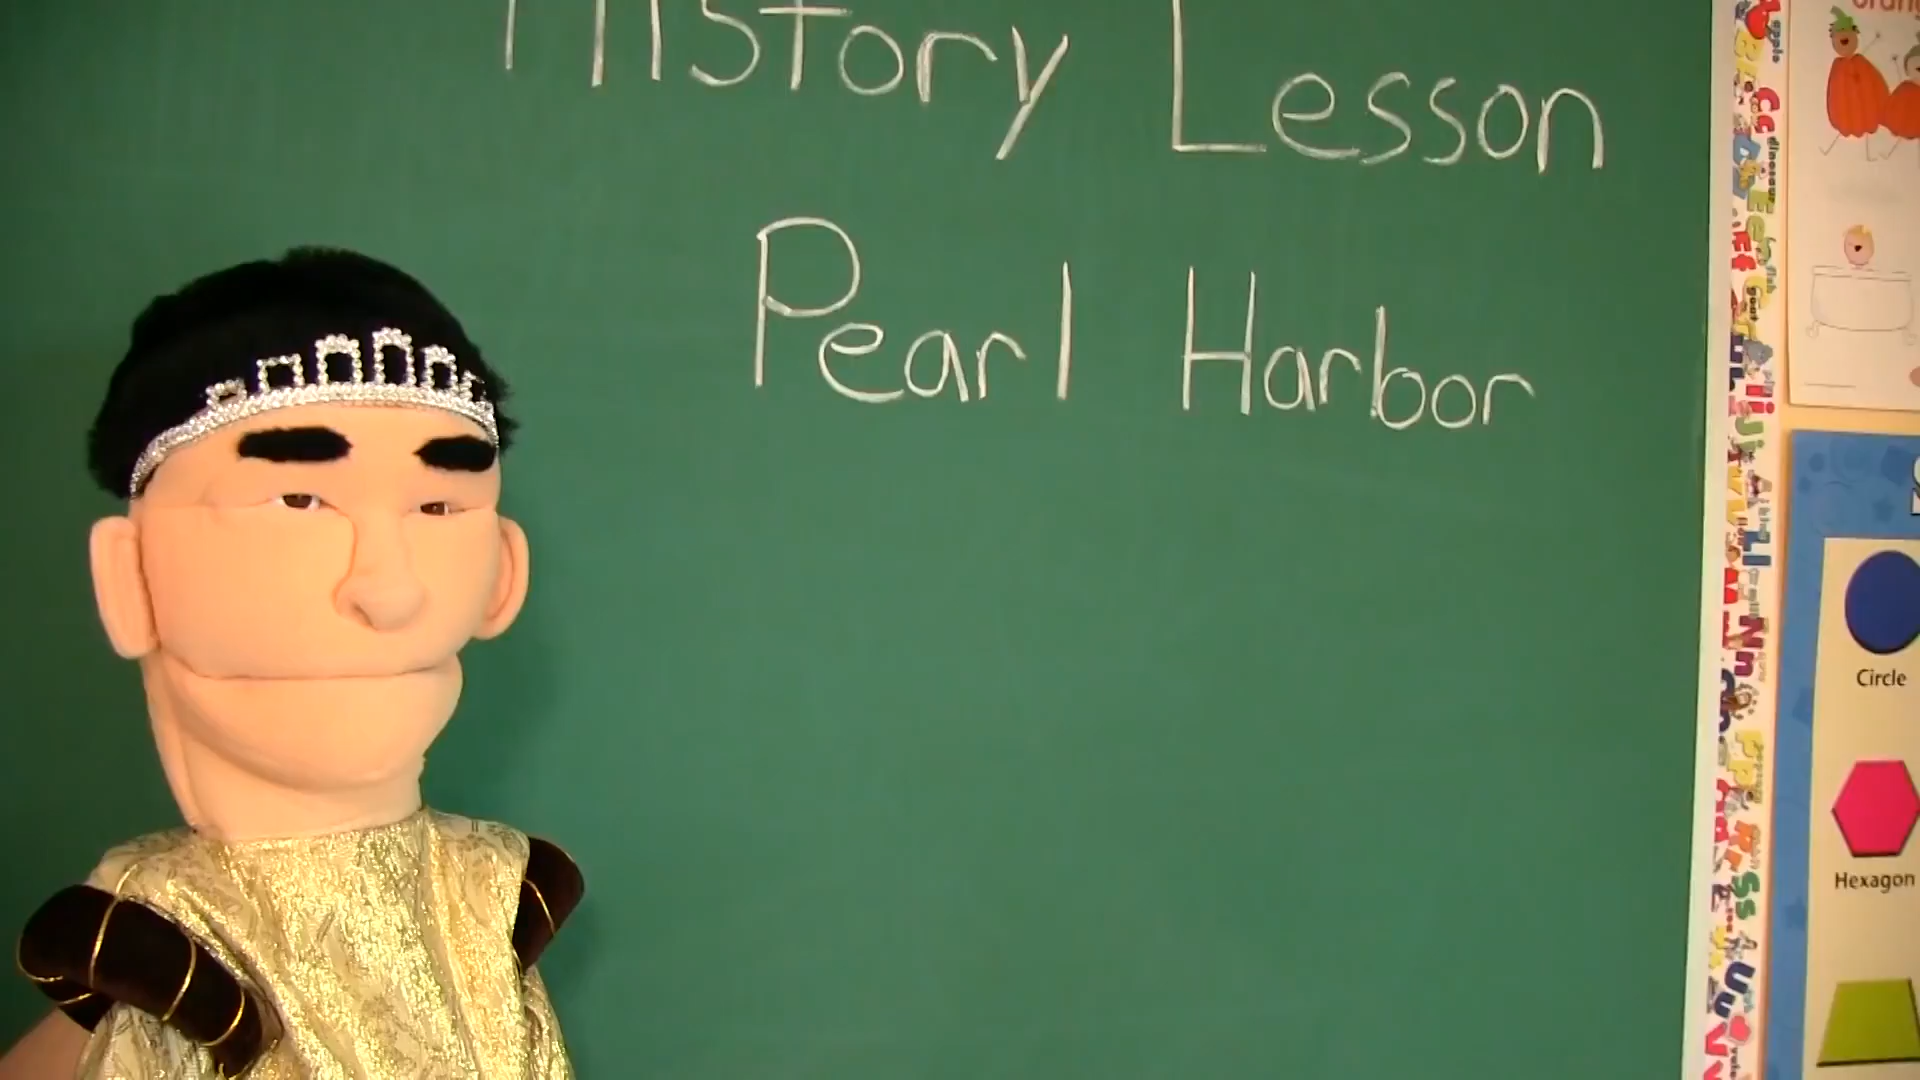 History Lesson
Pearl Harbor
Circle
Hexagon